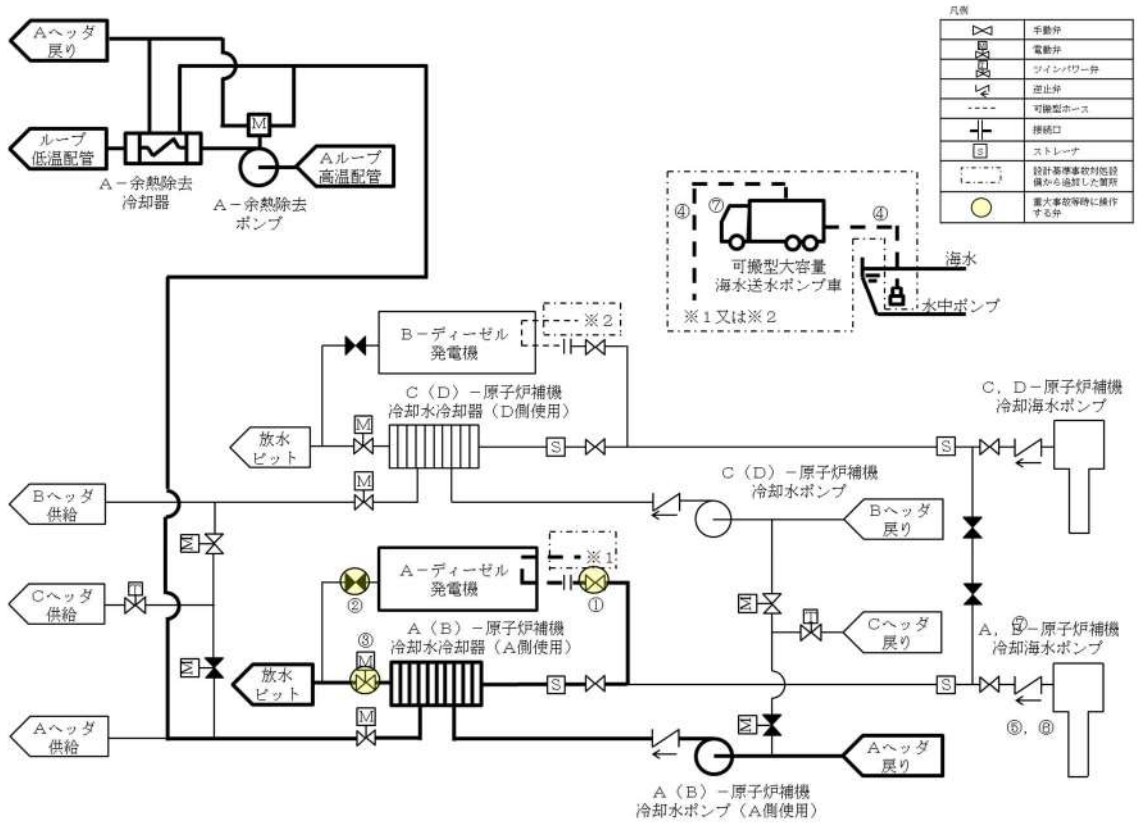 凡例
手動弁
M
電動弁
T
ツインパワー弁
逆止弁
可搬型ホース
接続口
S
ストレーナ
設計基準事故対処設
備から追加した箇所
重大事故等時に操作
する弁
Aヘッダ
戻り
M
ループ
低温配管
Aループ
高温配管
A－余熱除去
冷却器
A－余熱除去
ポンプ
④
⑦
④
可搬型大容量
海水送水ポンプ車
海水
水中ポンプ
※1又は※2
B－ディーゼル
発電機
※2
C（D）－原子炉補機
冷却水冷却器（D側使用）
C，D－原子炉補機
冷却海水ポンプ
放水
ピット
M
S
S
Bヘッダ
供給
M
C（D）－原子炉補機
冷却水ポンプ
Bヘッダ
戻り
M
A－ディーゼル
発電機
※1
②
①
Cヘッダ
供給
T
M
T
Cヘッダ
戻り
③
A（B）－原子炉補機
冷却水冷却器（A側使用）
⑦
A，B－原子炉補機
冷却海水ポンプ
放水
ピット
M
M
S
S
⑤，⑥
Aヘッダ
供給
M
M
Aヘッダ
戻り
A（B）－原子炉補機
冷却水ポンプ（A側使用）